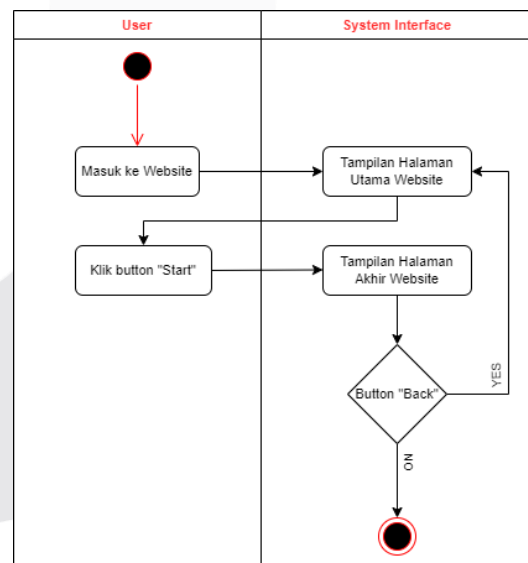 User
System Interface
Masuk ke Website
Tampilan Halaman
Utama Website
Klik button "Start"
Tampilan Halaman
Akhir Website
Button "Back"
YES
NO